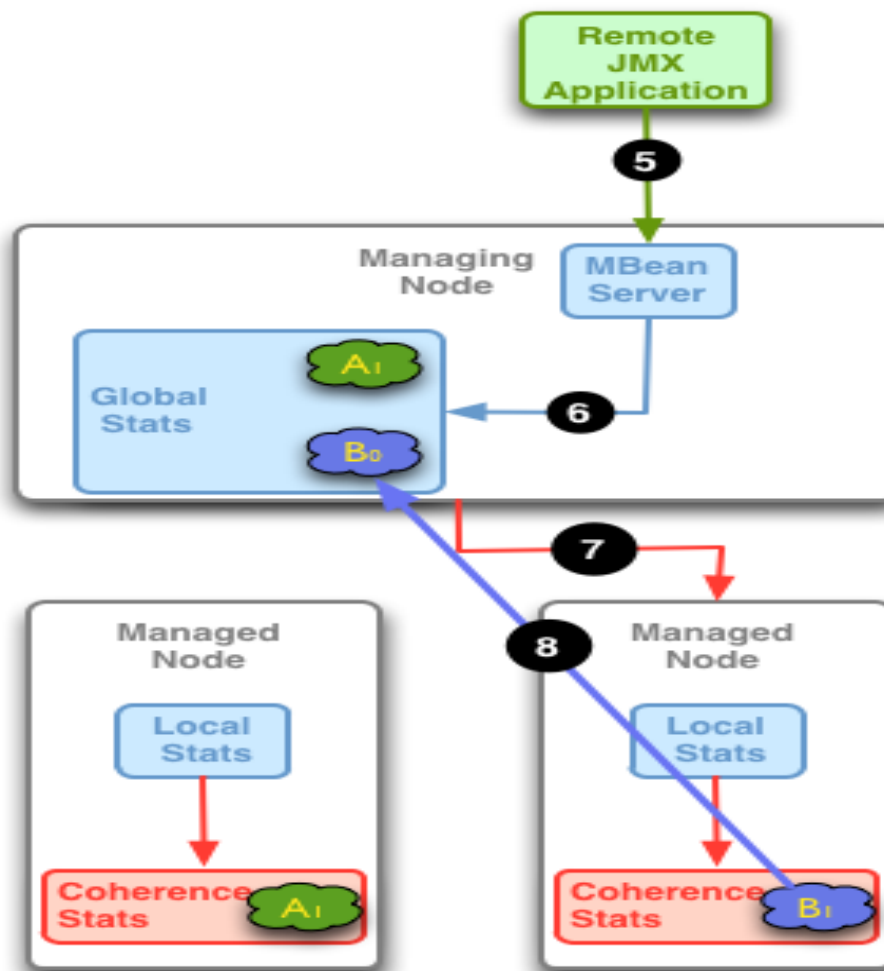 Remote
JMX
Application
5
Managing
Node
MBean
Server
A1
Global
Stats
6
B0
7
Managed
Node
8
Managed
Node
Local
Stats
Local
Stats
Coherence
Stats
A1
Coherence
Stats
B1